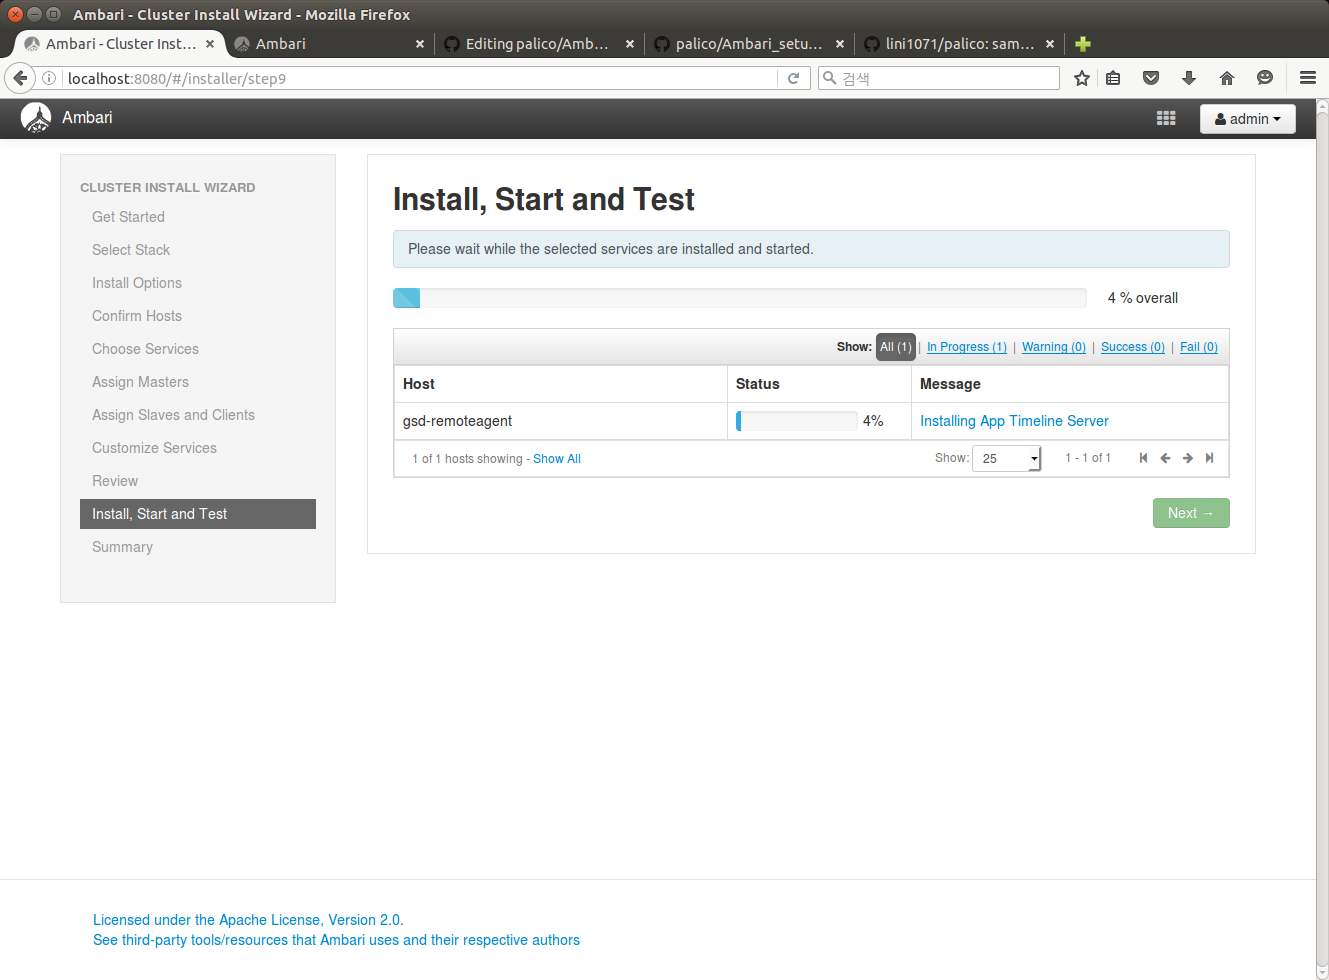 Ambari - Cluster Install Wizard - Mozilla Firefox
Ambari - Cluster Inst… Ambari Editing palico/Amb… palico/Ambari_setu… lini1071/palico: sam…
localhost:8080/#/installer/step9 검색
Ambari admin
CLUSTER INSTALL WIZARD
Get Started
Select Stack
Install Options
Confirm Hosts
Choose Services
Assign Masters
Assign Slaves and Clients
Customize Services
Review
Install, Start and Test
Summary
Install, Start and Test
Please wait while the selected services are installed and started.
4 % overall
Show: All (1) | In Progress (1) | Warning (0) | Success (0) | Fail (0)
Host Status Message
gsd-remoteagent 4% Installing App Timeline Server
1 of 1 hosts showing - Show All Show: 25 1 - 1 of 1
Next →
Licensed under the Apache License, Version 2.0.
See third-party tools/resources that Ambari uses and their respective authors